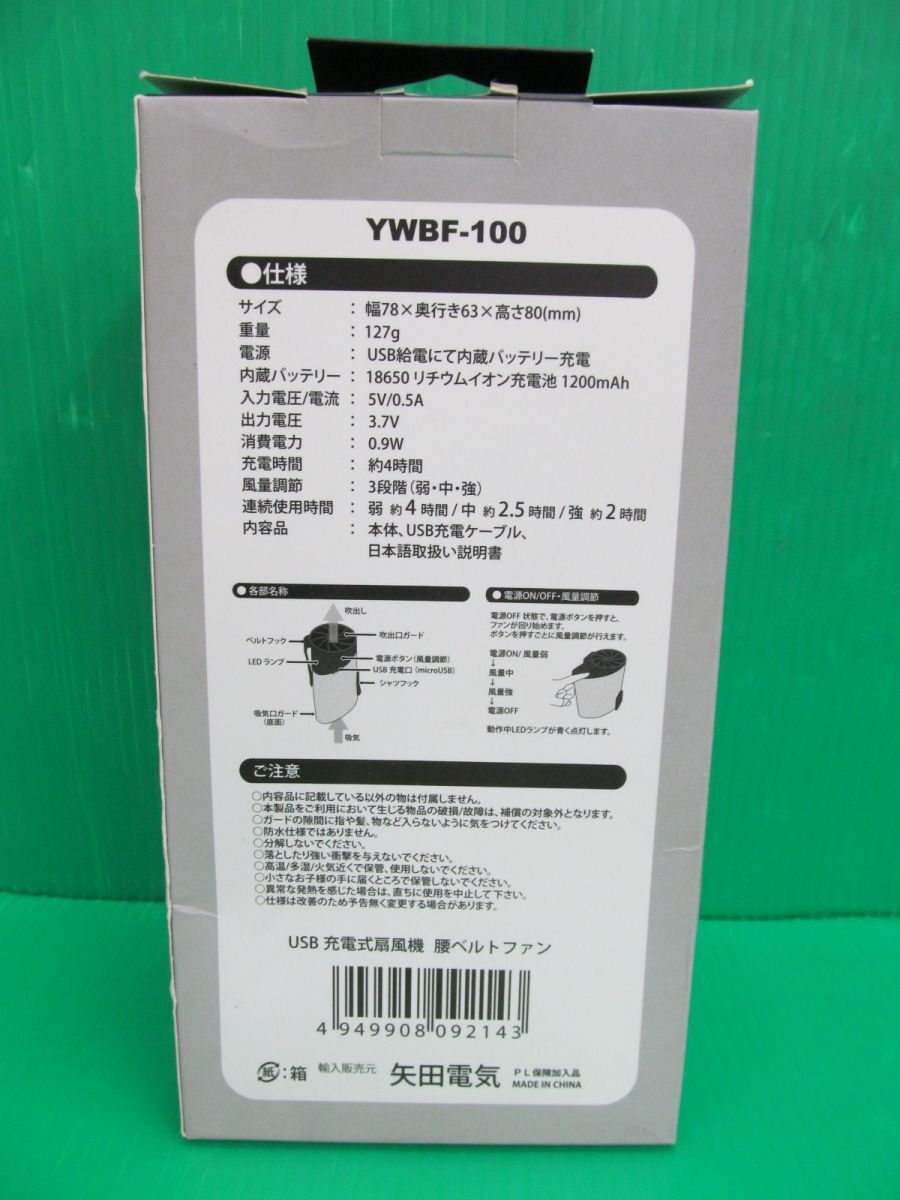 YWBF-100
●仕様
サイズ : 幅78×奥行き63×高さ80(mm)
重量 : 127g
電源 : USB給電にて内蔵バッテリー充電
内蔵バッテリー : 18650 リチウムイオン充電池 1200mAh
入力電圧/電流 : 5V/0.5A
出力電圧 : 3.7V
消費電力 : 0.9W
充電時間 : 約4時間
風量調節 : 3段階(弱・中・強)
連続使用時間 : 弱 約4時間 / 中 約2.5時間 / 強 約2時間
内容品 : 本体、USB充電ケーブル、
日本語取扱い説明書
●各部名称
吹出し
ベルトフック
吹出口ガード
LED ランプ
電源ボタン(風量調節)
USB 充電口 (microUSB)
シャツフック
吸気口ガード
(底面)
吸気
●電源ON/OFF・風量調節
電源OFF 状態で、電源ボタンを押すと、
ファンが回り始めます。
ボタンを押すごとに風量調節が行えます。
電源ON/ 風量弱
↓
風量中
↓
風量強
↓
電源OFF
動作中LEDランプが青く点灯します。
ご注意
○内容品に記載している以外の物は付属しません。
○本製品をご利用において生じる物品の破損/故障は、補償の対象外となります。
○ガードの隙間に指や髪、物など入らないように気をつけてください。
○防水仕様ではありません。
○分解しないでください。
○落としたり強い衝撃を与えないでください。
○高温/多湿/火気近くで保管、使用しないでください。
○小さなお子様の手に届くところで保管しないでください。
○異常な発熱を感じた場合は、直ちに使用を中止して下さい。
○仕様は改善のため予告無く変更する場合があります。
USB 充電式扇風機 腰ベルトファン
4 949908 092143
紙:箱 輸入販売元 矢田電気 PL保険加入品
MADE IN CHINA